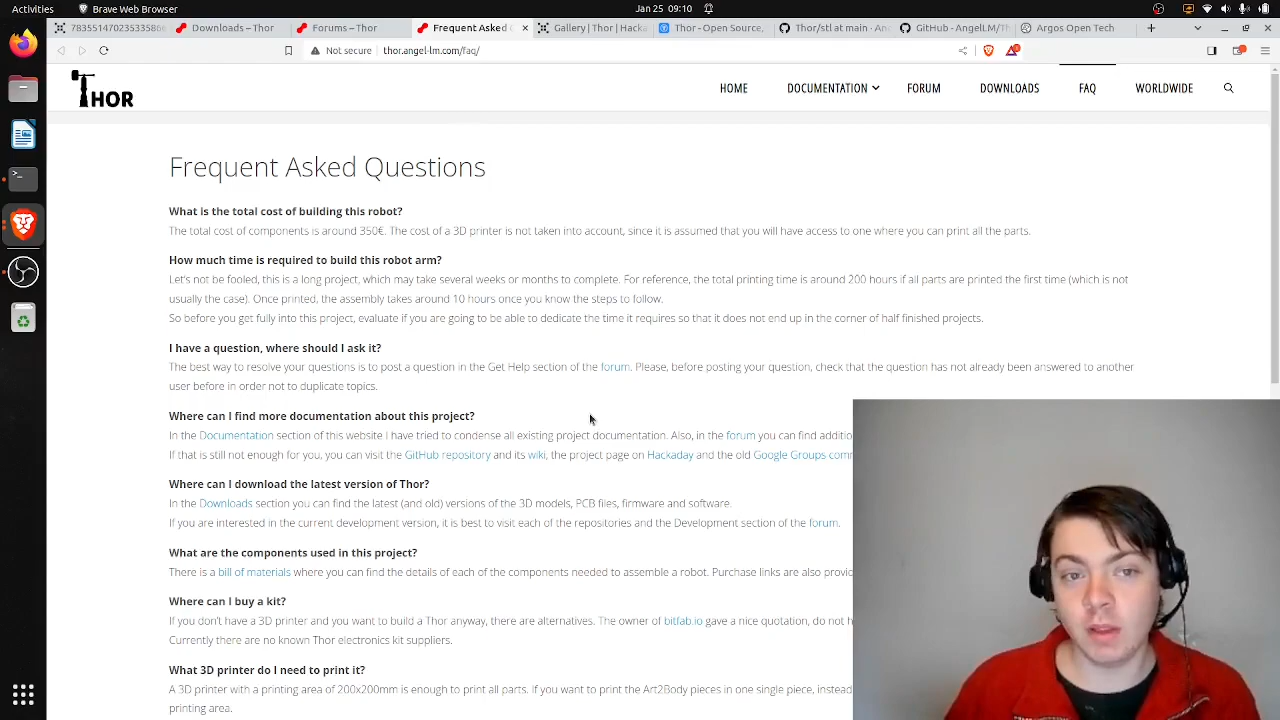 Activities
Brave Web Browser
Jan 25 09:10
78355147023533586
Downloads – Thor
Forums – Thor
Frequent Asked Q
Gallery | Thor | Hacka
Thor - Open Source,
Thor/stl at main · An
GitHub - AngelLM/Th
Argos Open Tech
Not secure
thor.angel-lm.com/faq/
THOR
HOME
DOCUMENTATION
FORUM
DOWNLOADS
FAQ
WORLDWIDE
Frequent Asked Questions
What is the total cost of building this robot?
The total cost of components is around 350€. The cost of a 3D printer is not taken into account, since it is assumed that you will have access to one where you can print all the parts.
How much time is required to build this robot arm?
Let's not be fooled, this is a long project, which may take several weeks or months to complete. For reference, the total printing time is around 200 hours if all parts are printed the first time (which is not
usually the case). Once printed, the assembly takes around 10 hours once you know the steps to follow.
So before you get fully into this project, evaluate if you are going to be able to dedicate the time it requires so that it does not end up in the corner of half finished projects.
I have a question, where should I ask it?
The best way to resolve your questions is to post a question in the Get Help section of the forum. Please, before posting your question, check that the question has not already been answered to another
user before in order not to duplicate topics.
Where can I find more documentation about this project?
In the Documentation section of this website I have tried to condense all existing project documentation. Also, in the forum you can find additio
If that is still not enough for you, you can visit the GitHub repository and its wiki, the project page on Hackaday and the old Google Groups com
Where can I download the latest version of Thor?
In the Downloads section you can find the latest (and old) versions of the 3D models, PCB files, firmware and software.
If you are interested in the current development version, it is best to visit each of the repositories and the Development section of the forum.
What are the components used in this project?
There is a bill of materials where you can find the details of each of the components needed to assemble a robot. Purchase links are also provid
Where can I buy a kit?
If you don't have a 3D printer and you want to build a Thor anyway, there are alternatives. The owner of bitfab.io gave a nice quotation, do not h
Currently there are no known Thor electronics kit suppliers.
What 3D printer do I need to print it?
A 3D printer with a printing area of 200x200mm is enough to print all parts. If you want to print the Art2Body piece in one single piece, instead
printing area.